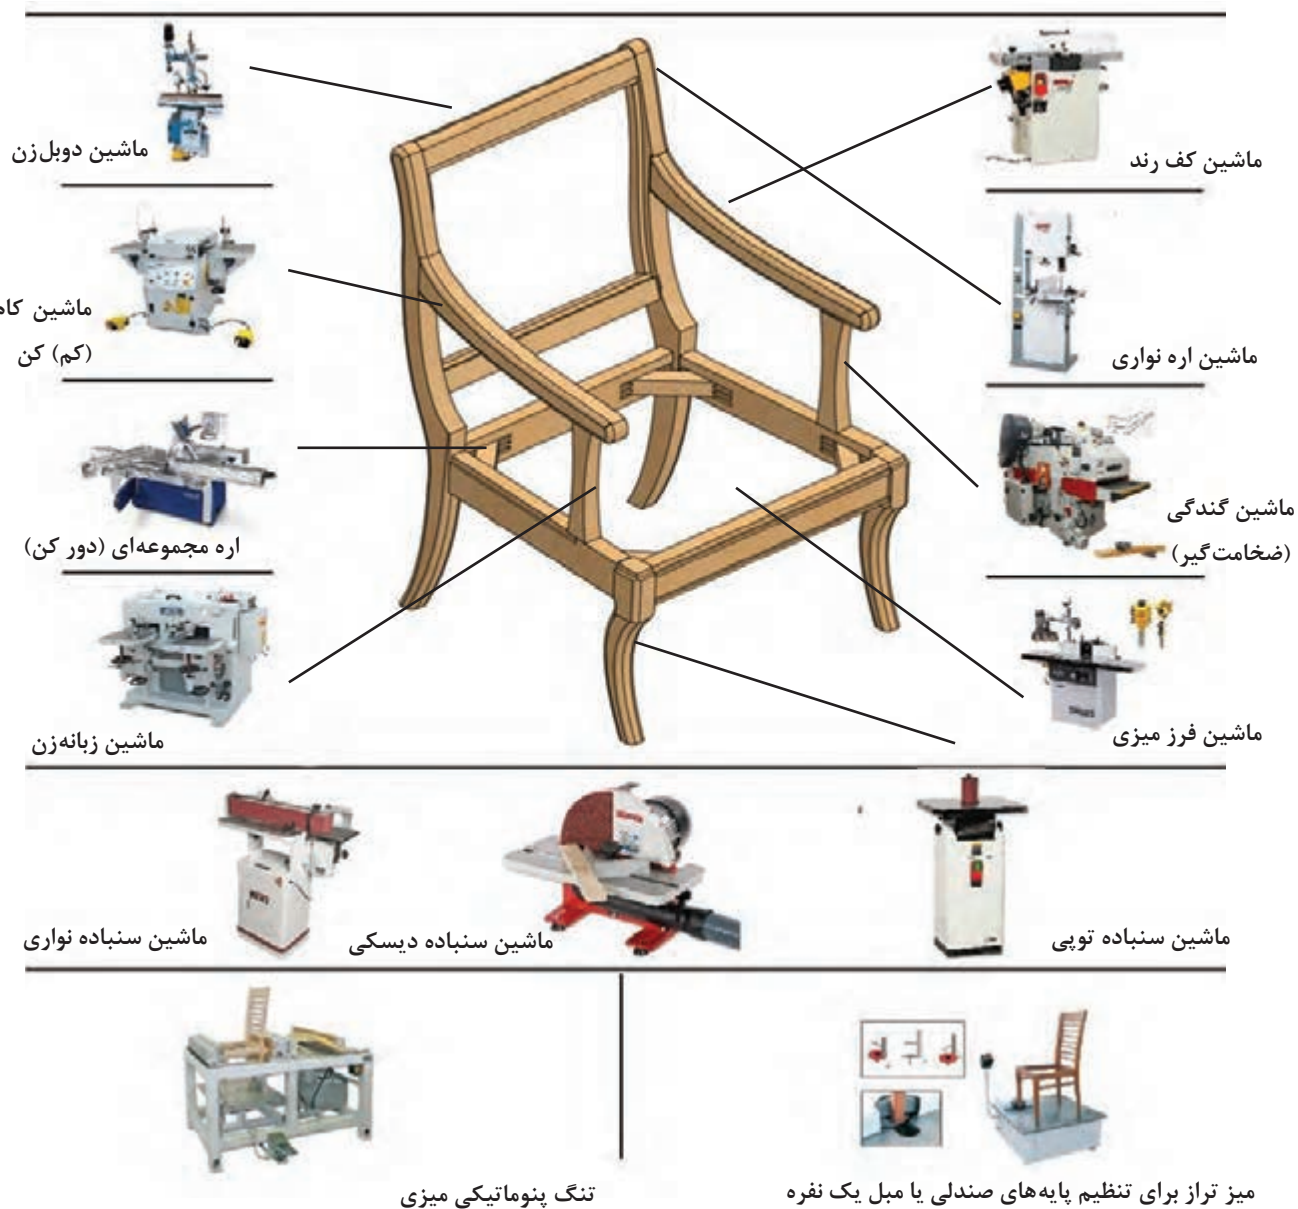 ماشین کف رند
ماشین دوبل‌زن
ماشین اره نواری
ماشین
(کم) کن
ماشین گندگی
(ضخامت‌گیر)
اره مجموعه‌ای (دور کن)
ماشین فرز میزی
ماشین زبانه‌زن
ماشین سنباده توپی
ماشین سنباده دیسکی
ماشین سنباده نواری
میز تراز برای تنظیم پایه‌های صندلی یا مبل یک نفره
تنگ پنوماتیکی میزی